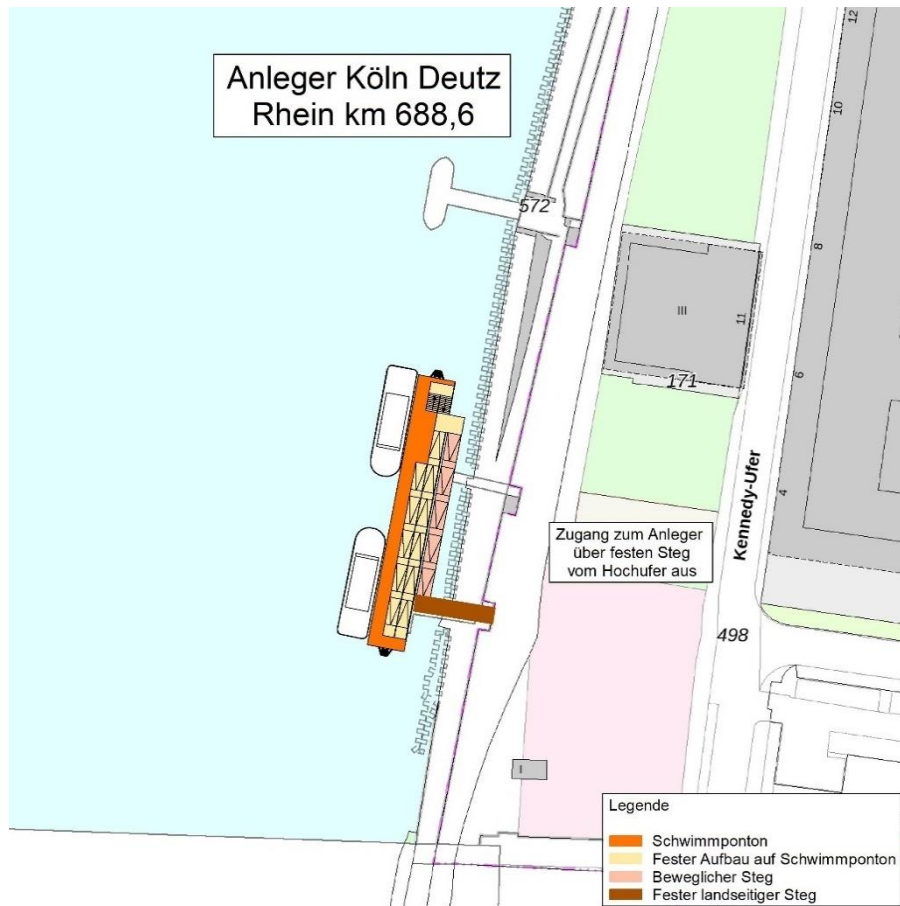 Anleger Köln Deutz
Rhein km 688,6
12
10
572
8
III
11
171
6
Kennedy-Ufer
4
Zugang zum Anleger
über festen Steg
vom Hochufer aus
498
I
Legende
Schwimmponton
Fester Aufbau auf Schwimmponton
Beweglicher Steg
Fester landseitiger Steg